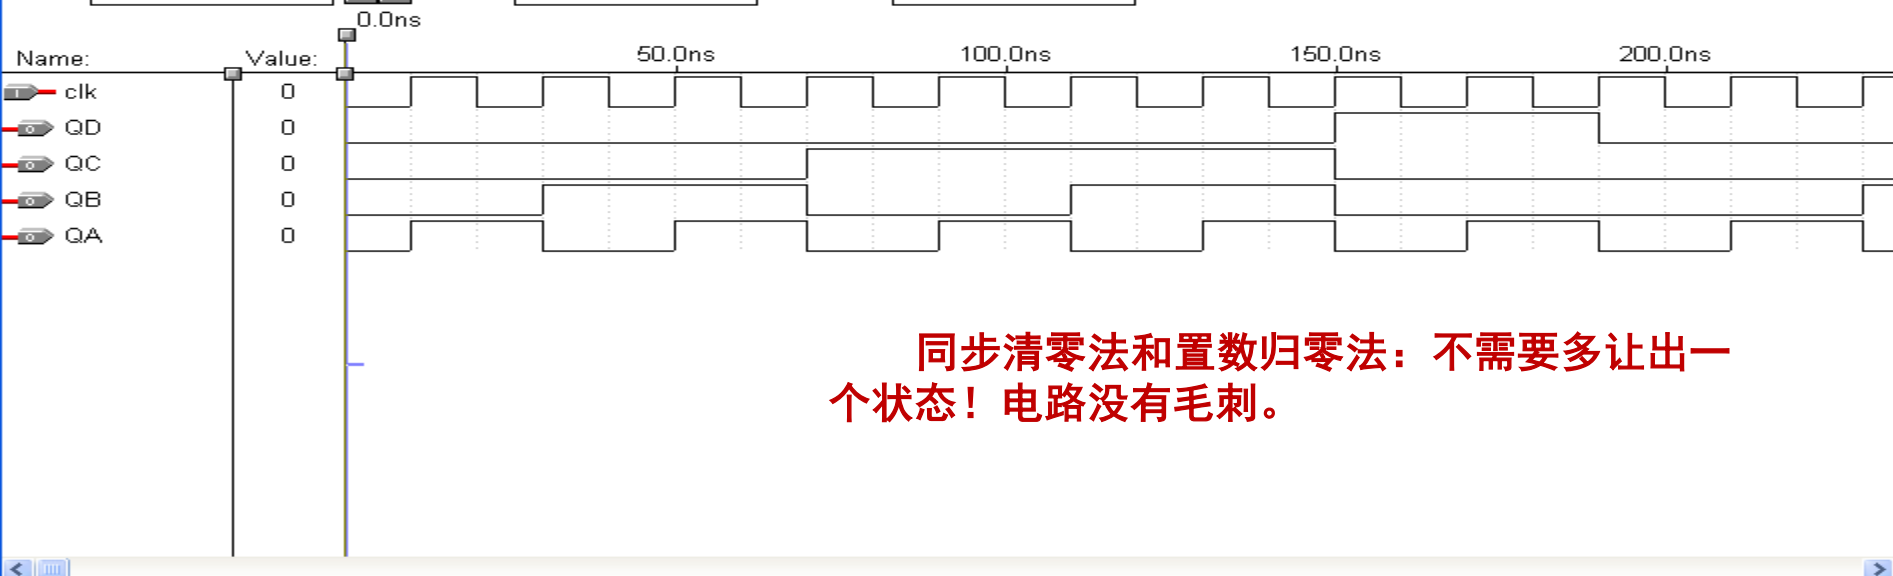 0.0ns
50.0ns 100.0ns 150.0ns 200.0ns
Name: Value:
clk 0
QD 0
QC 0
QB 0
QA 0
同步清零法和置数归零法：不需要多让出一
个状态！电路没有毛刺。